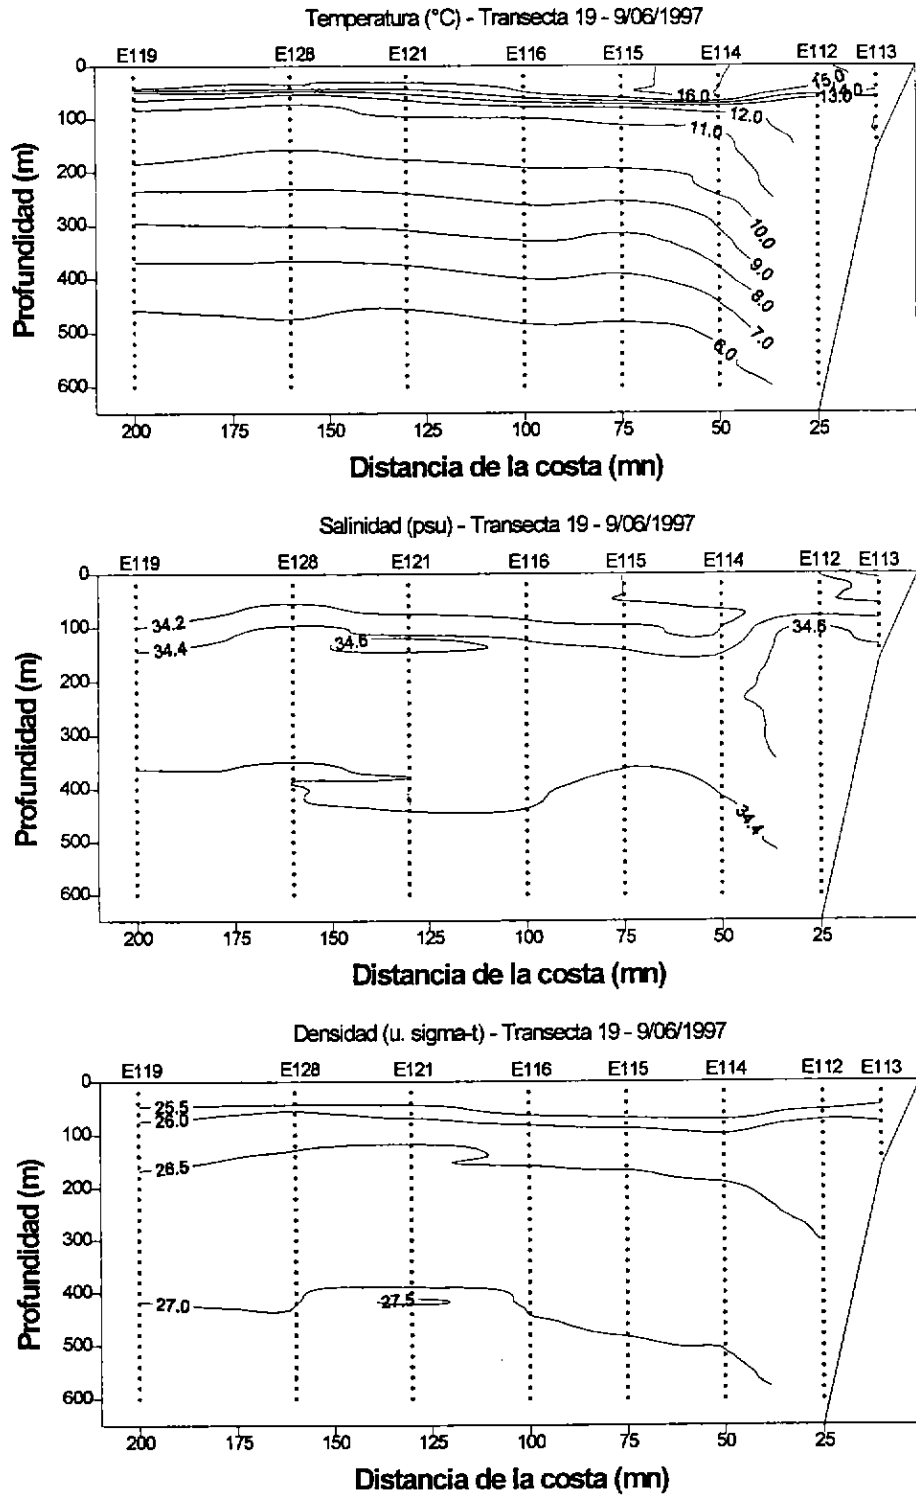 Temperatura (°C) - Transecta 19 - 9/06/1997
E119 E128 E121 E116 E115 E114 E112 E113
0
100
200
300
400
500
600
Profundidad (m)
16.0
15.0
14.0
13.0
12.0
11.0
10.0
9.0
8.0
7.0
6.0
200 175 150 125 100 75 50 25
Distancia de la costa (mn)
Salinidad (psu) - Transecta 19 - 9/06/1997
E119 E128 E121 E116 E115 E114 E112 E113
0
100
200
300
400
500
600
Profundidad (m)
34.2
34.4
34.6
34.6
34.4
200 175 150 125 100 75 50 25
Distancia de la costa (mn)
Densidad (u. sigma-t) - Transecta 19 - 9/06/1997
E119 E128 E121 E116 E115 E114 E112 E113
0
100
200
300
400
500
600
Profundidad (m)
25.5
26.0
26.5
27.0
27.5
200 175 150 125 100 75 50 25
Distancia de la costa (mn)